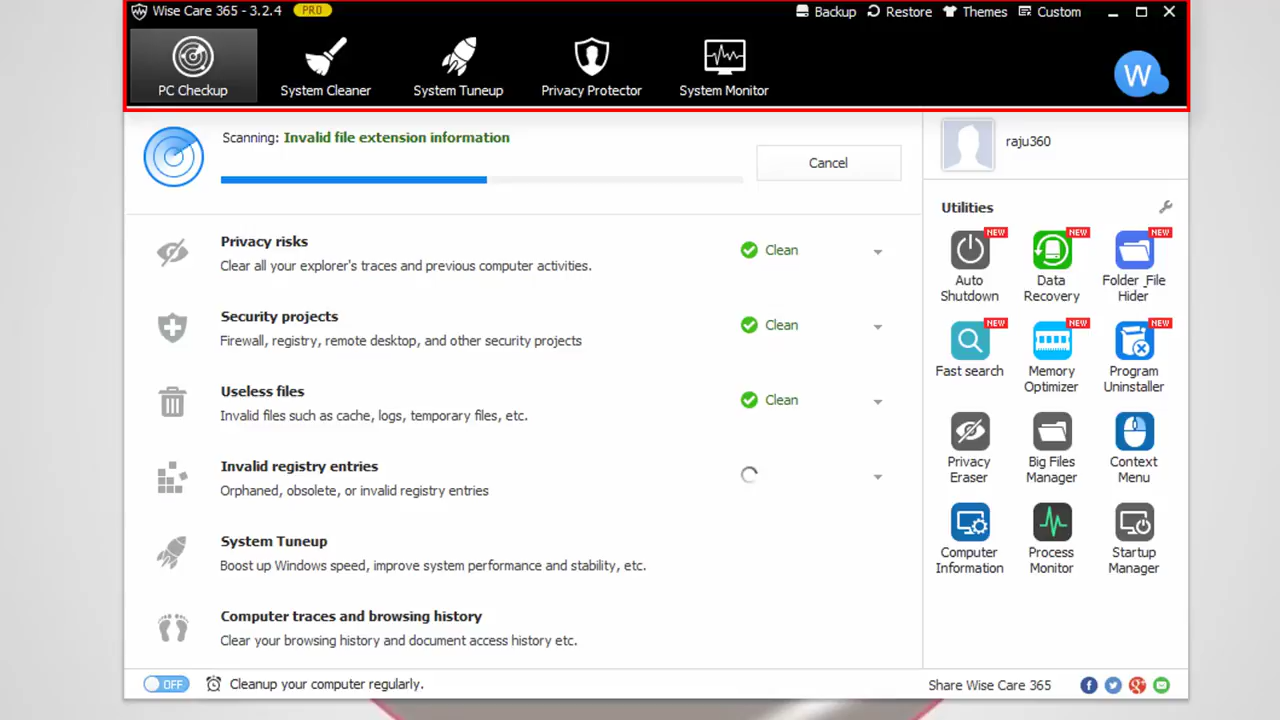 Wise Care 365 - 3.2.4 PRO
Backup Restore Themes Custom
PC Checkup System Cleaner System Tuneup Privacy Protector System Monitor
W
Scanning: Invalid file extension information
Cancel
raju360
Privacy risks
Clear all your explorer's traces and previous computer activities.
Clean
Security projects
Firewall, registry, remote desktop, and other security projects
Clean
Useless files
Invalid files such as cache, logs, temporary files, etc.
Clean
Invalid registry entries
Orphaned, obsolete, or invalid registry entries
System Tuneup
Boost up Windows speed, improve system performance and stability, etc.
Computer traces and browsing history
Clear your browsing history and document access history etc.
Utilities
NEW NEW NEW
Auto Shutdown
Data Recovery
Folder_File Hider
NEW NEW NEW
Fast search
Memory Optimizer
Program Uninstaller
Privacy Eraser
Big Files Manager
Context Menu
Computer Information
Process Monitor
Startup Manager
OFF Cleanup your computer regularly.
Share Wise Care 365